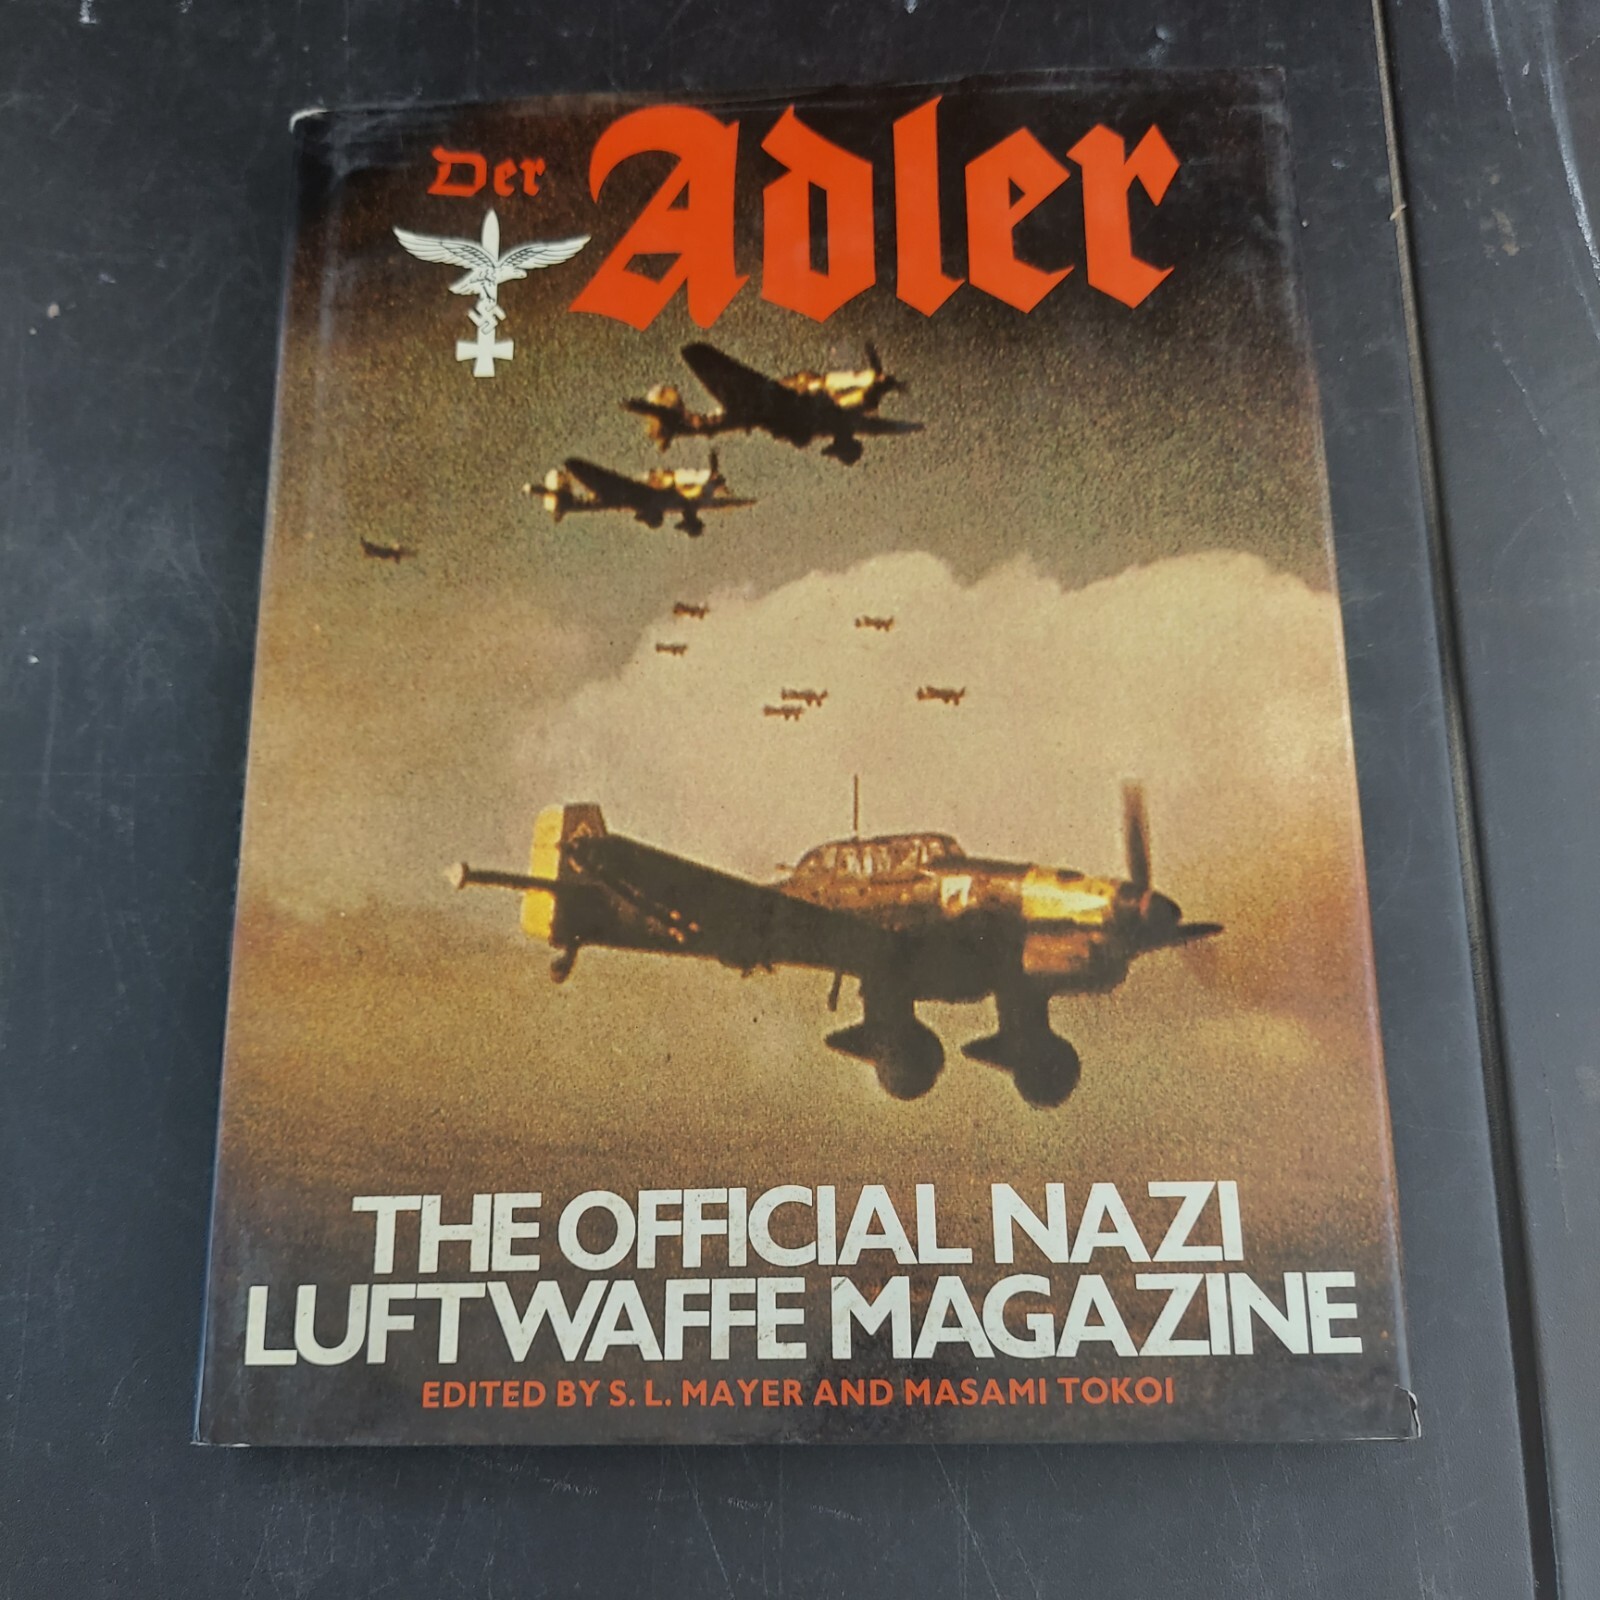 Der Adler
THE OFFICIAL NAZI
LUFTWAFFE MAGAZINE
EDITED BY S. L. MAYER AND MASAMI TOKOI